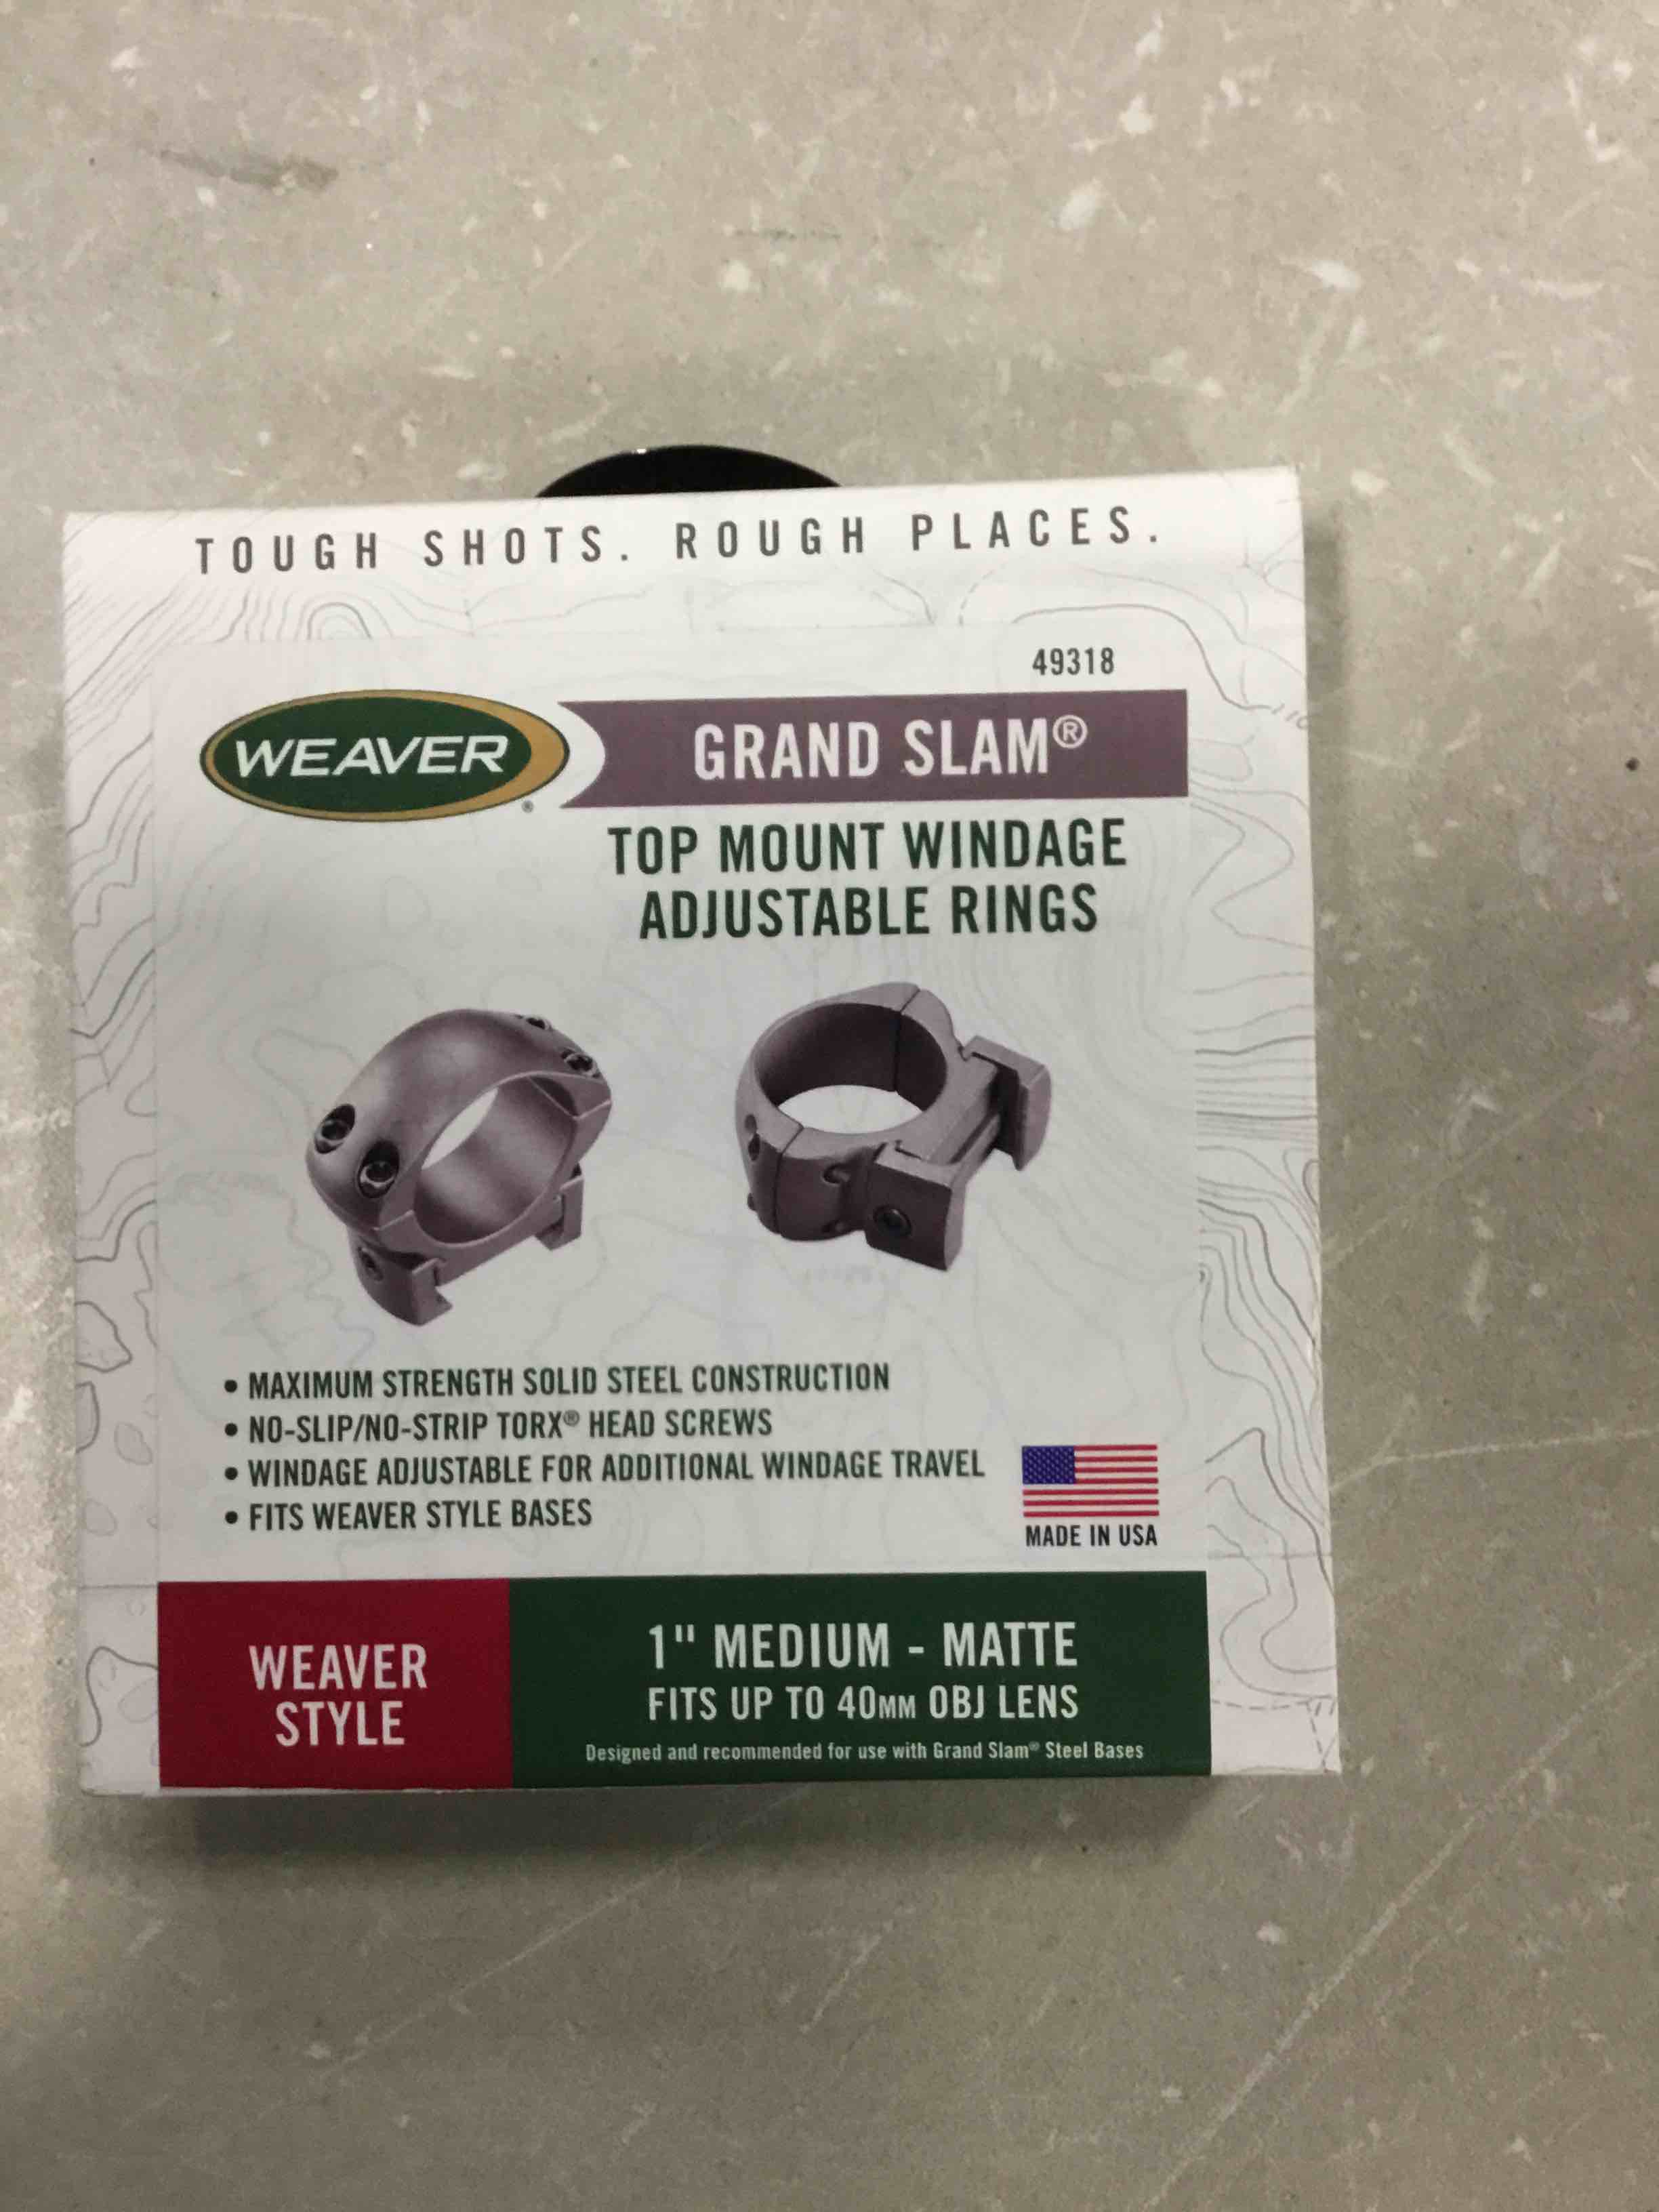 TOUGH SHOTS. ROUGH PLACES.
49318
WEAVER®
GRAND SLAM®
TOP MOUNT WINDAGE
ADJUSTABLE RINGS
• MAXIMUM STRENGTH SOLID STEEL CONSTRUCTION
• NO-SLIP/NO-STRIP TORX® HEAD SCREWS
• WINDAGE ADJUSTABLE FOR ADDITIONAL WINDAGE TRAVEL
• FITS WEAVER STYLE BASES
MADE IN USA
WEAVER
STYLE
1" MEDIUM - MATTE
FITS UP TO 40MM OBJ LENS
Designed and recommended for use with Grand Slam® Steel Bases